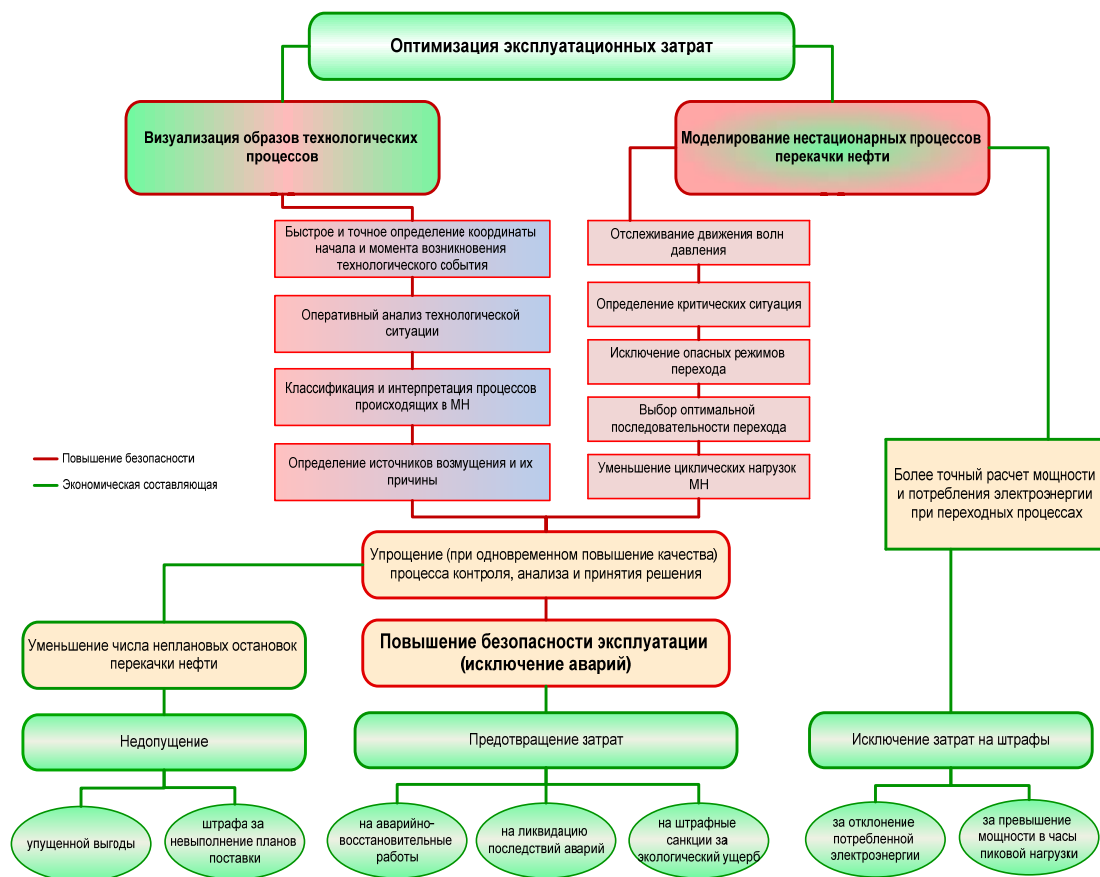 Оптимизация эксплуатационных затрат
Визуализация образов технологических
процессов
Моделирование нестационарных процессов
перекачки нефти
Быстрое и точное определение координаты
начала и момента возникновения
технологического события
Оперативный анализ технологической
ситуации
Классификация и интерпретация процессов
происходящих в МН
Определение источников возмущения и их
причины
Отслеживание движения волн
давления
Определение критических ситуация
Исключение опасных режимов
перехода
Выбор оптимальной
последовательности перехода
Уменьшение циклических нагрузок
МН
Повышение безопасности
Экономическая составляющая
Более точный расчет мощности
и потребления электроэнергии
при переходных процессах
Упрощение (при одновременном повышение качества)
процесса контроля, анализа и принятия решения
Уменьшение числа неплановых остановок
перекачки нефти
Повышение безопасности эксплуатации
(исключение аварий)
Недопущение
Предотвращение затрат
Исключение затрат на штрафы
упущенной выгоды
штрафа за
невыполнение планов
поставки
на аварийно-
восстановительные
работы
на ликвидацию
последствий аварий
на штрафные
санкции за
экологический ущерб
за отклонение
потребленной
электроэнергии
за превышение
мощности в часы
пиковой нагрузки